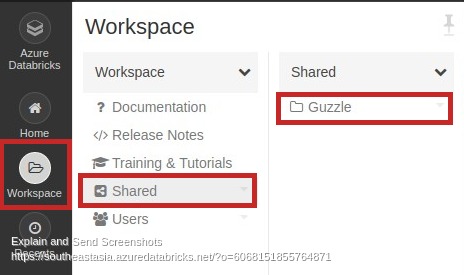 Azure
Databricks
Home
Workspace
Recents
Workspace
Workspace
? Documentation
</> Release Notes
Training & Tutorials
Shared
Users
Shared
Guzzle
Explain and Send Screenshots
https://southeastasia.azuredatabricks.net/?o=6068151855764871